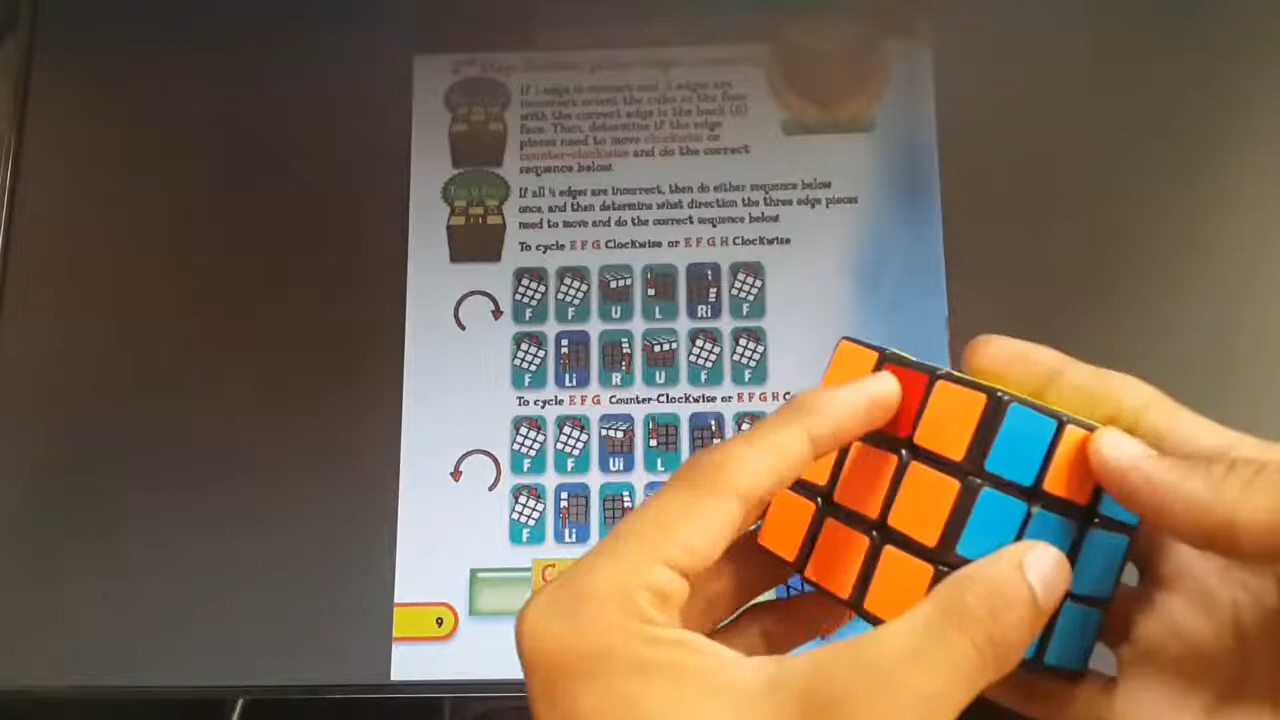 If 1 edge is correct and 3 edges are
incorrect orient the cube so the face
with the correct edge is the back (B)
face. Then, determine if the edge
pieces need to move clockwise or
counter-clockwise and do the correct
sequence below.
If all 4 edges are incorrect, then do either sequence below
once, and then determine what direction the three edge pieces
need to move and do the correct sequence below
To cycle E F G Clockwise or E F G H Clockwise
F F U L Ri F
F Li R U F F
To cycle E F G Counter-Clockwise or E F G H C
F F Ui L
F Li
C
9